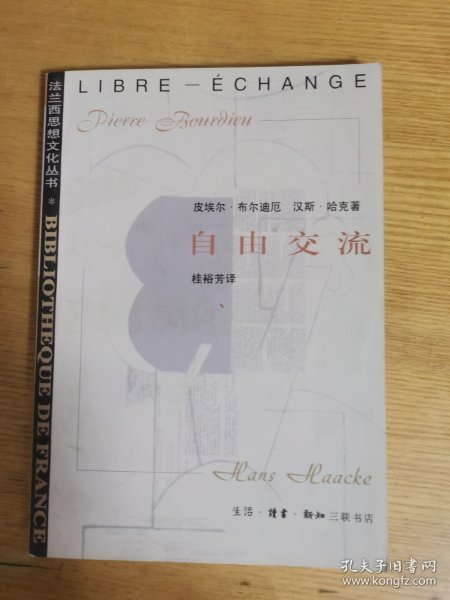 LIBRE – ÉCHANGE
Pierre Bourdieu
法兰西思想文化丛书 * BIBLIOTHEQUE DE FRANCE
皮埃尔·布尔迪厄 汉斯·哈克著
自由交流
桂裕芳译
Hans Haacke
生活·讀書·新知三联书店
孔夫子旧书网
www.kongfz.com